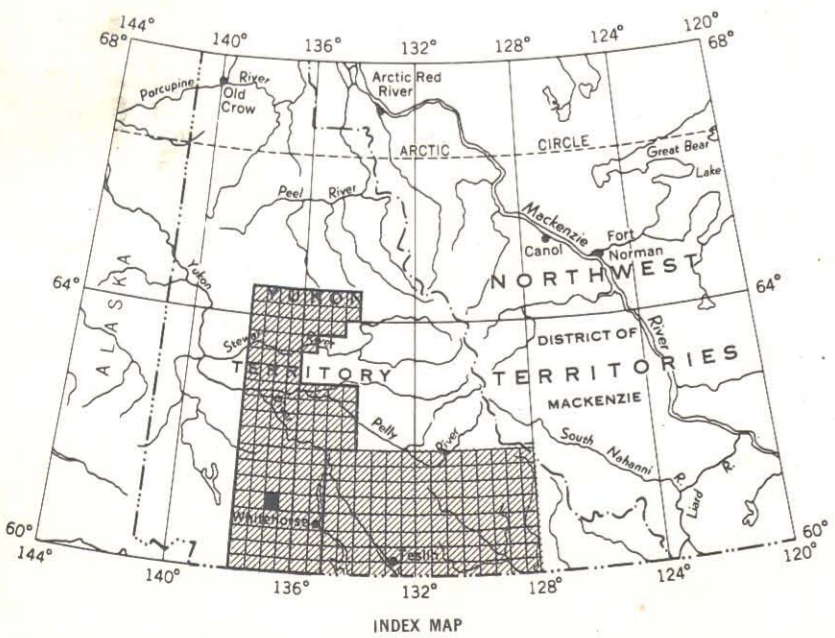 144°
140°
136°
132°
128°
124°
120°
68°
68°
Porcupine River
Old
Crow
Arctic Red
River
ARCTIC CIRCLE
Great Bear
Lake
Peel River
Mackenzie
Fort
Norman
Canol
NORTHWEST
ALASKA
Yukon
64°
64°
YUKON
River
Stewart River
DISTRICT OF
TERRITORY
TERRITORIES
MACKENZIE
Pelly
River
South Nahanni R.
Liard
R.
Whitehorse
Teslin
60°
60°
144°
140°
136°
132°
128°
124°
120°
INDEX MAP